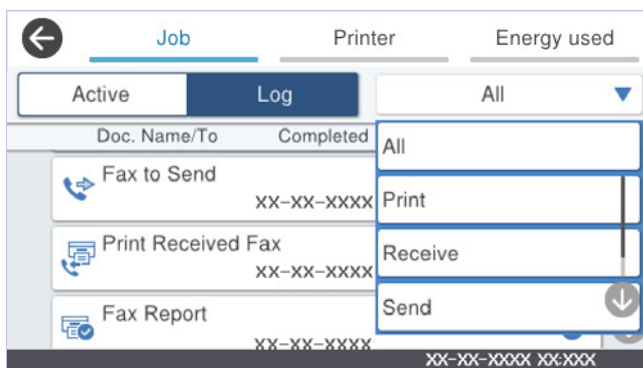 Job Printer Energy used
Active Log All
Doc. Name/To Completed
All
Fax to Send
XX-XX-XXXX
Print
Print Received Fax
XX-XX-XXXX
Receive
Fax Report
XX-XX-XXXX
Send
XX-XX-XXXX XX:XXX